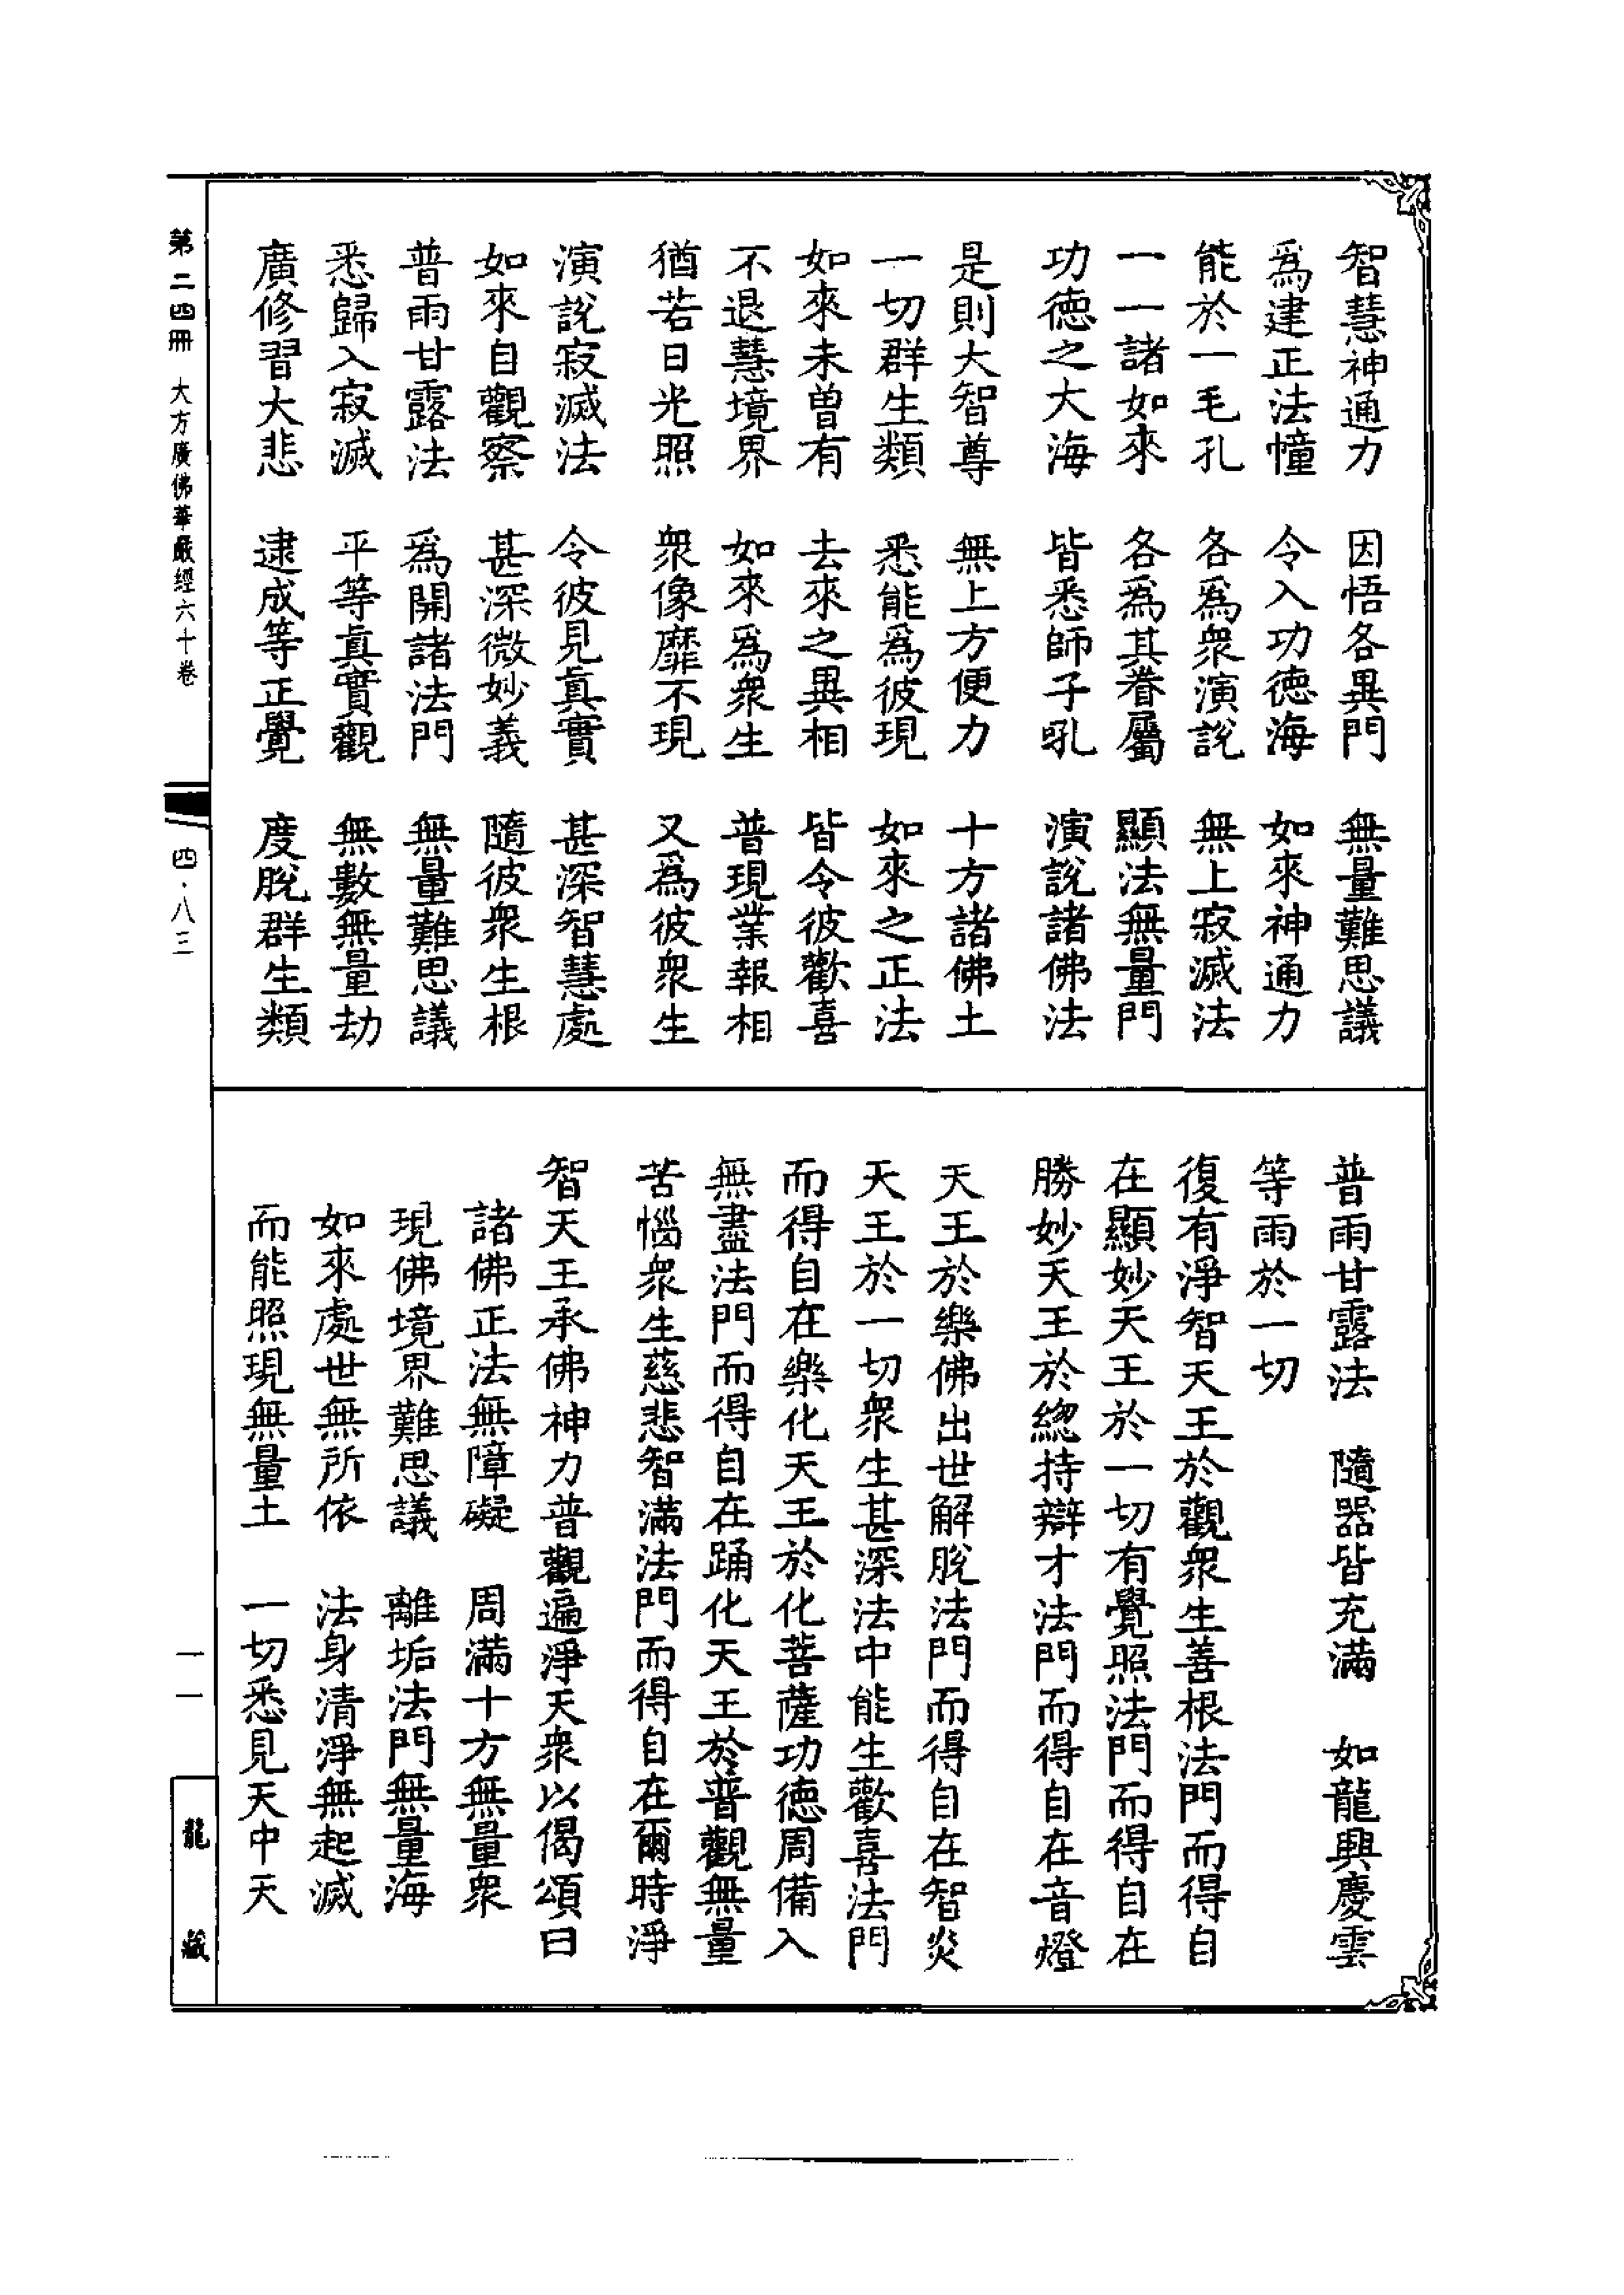 智慧神通力　因悟各異門　無量難思議
爲建正法幢　令入功德海　如來神通力
能於一毛孔　各爲衆演說　無上寂滅法
一一諸如來　各爲其眷屬　顯法無量門
功德之大海　皆悉師子吼　演說諸佛法
是則大智尊　無上方便力　十方諸佛土
一切群生類　悉能爲彼現　如來之正法
如來未曾有　去來之異相　皆令彼歡喜
不退慧境界　如來爲衆生　普現業報相
猶若日光照　衆像靡不現　又爲彼衆生
演說寂滅法　令彼見眞實　甚深智慧處
如來自觀察　甚深微妙義　隨彼衆生根
普雨甘露法　爲開諸法門　無量難思議
悉歸入寂滅　平等眞實觀　無數無量劫
廣修習大悲　逮成等正覺　度脫群生類
普雨甘露法　隨器皆充滿　如龍興慶雲
等雨於一切
復有淨智天王於觀衆生善根法門而得自
在顯妙天王於一切有覺照法門而得自在
勝妙天王於緫持辯才法門而得自在音燈
天王於樂佛出世解脫法門而得自在智炎
天王於一切衆生甚深法中能生歡喜法門
而得自在樂化天王於化菩薩功德周備入
無盡法門而得自在踊化天王於普觀無量
苦惱衆生慈悲智滿法門而得自在爾時淨
智天王承佛神力普觀遍淨天衆以偈頌曰
諸佛正法無障礙　周滿十方無量衆
現佛境界難思議　離垢法門無量海
如來處世無所依　法身清淨無起滅
而能照現無量土　一切悉見天中天
第二四冊　大方廣佛華嚴經六十卷　四・八三
一一
龍藏